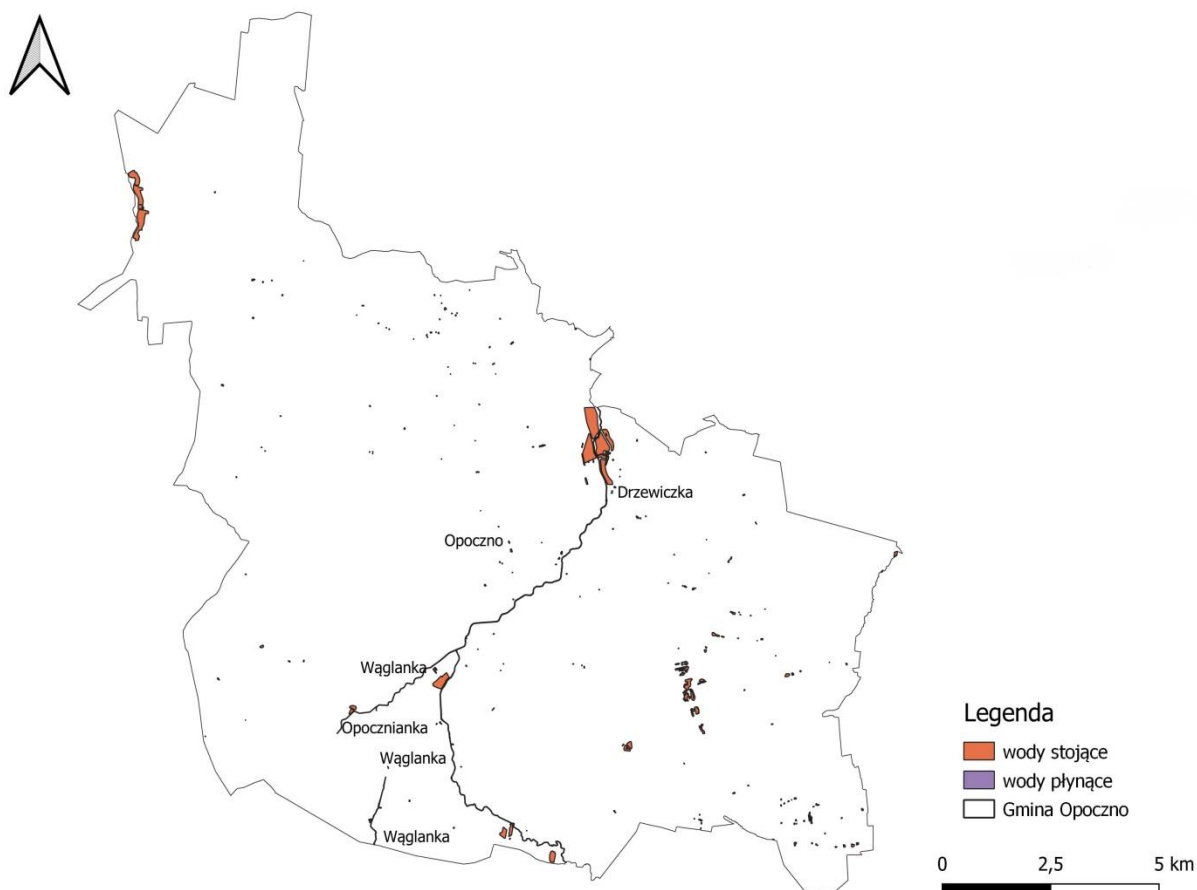 Drzewiczka
Opoczno
Wąglanka
Opocznianka
Wąglanka
Wąglanka
Legenda
wody stojące
wody płynące
Gmina Opoczno
0 2,5 5 km